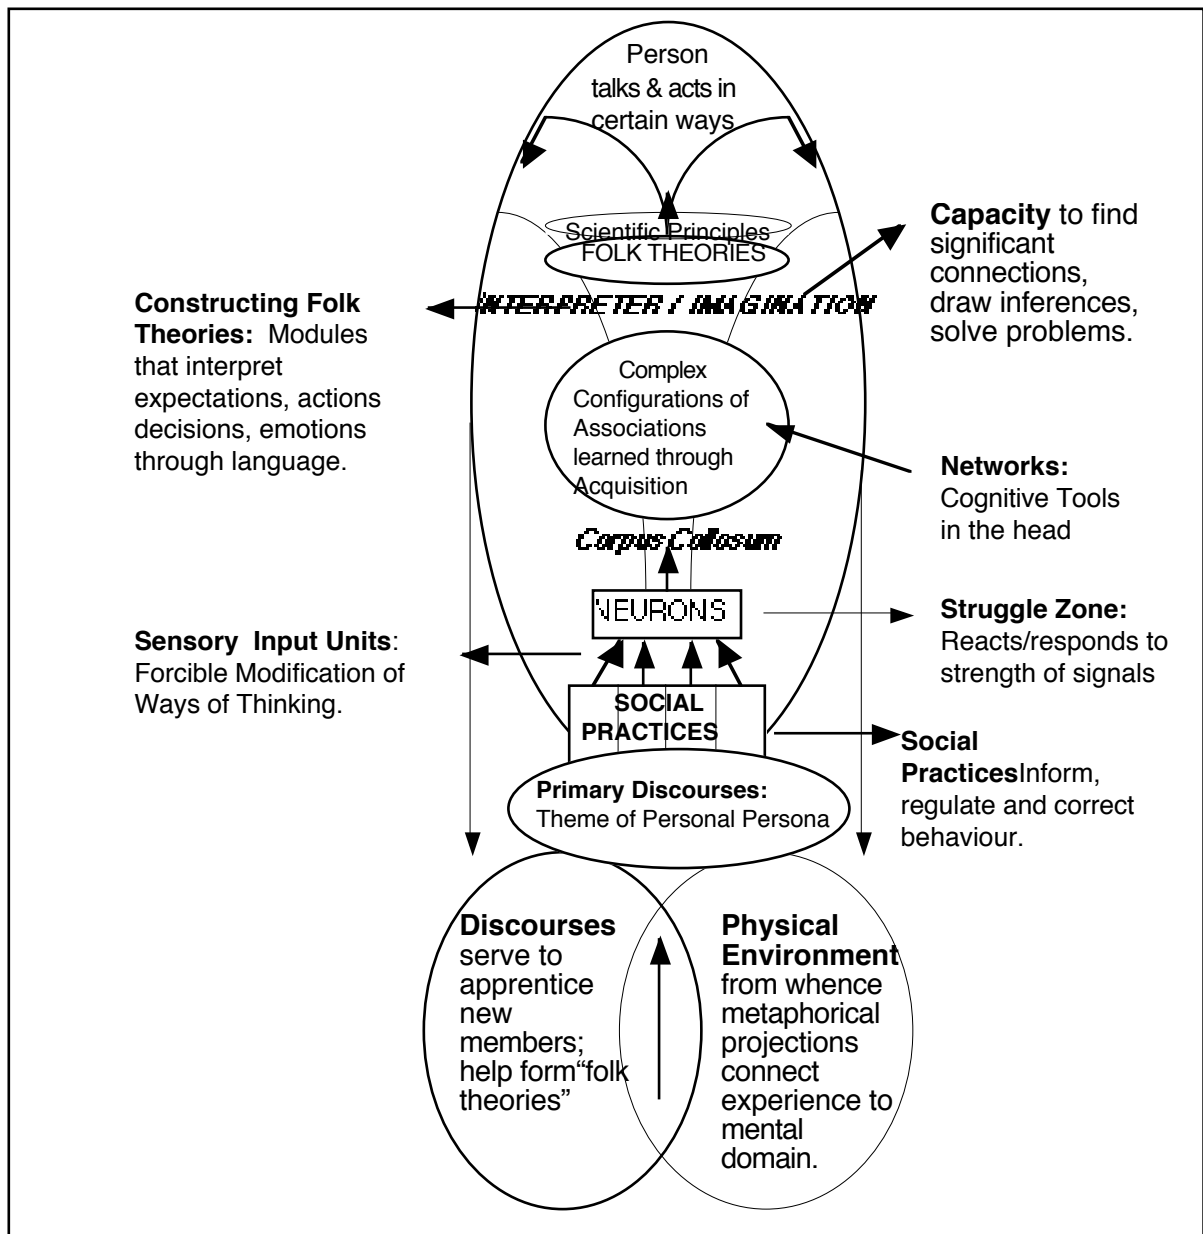 Person
talks & acts in
certain ways
Scientific Principles
FOLK THEORIES
Capacity to find
significant
connections,
draw inferences,
solve problems.
INTERPRETER / IMAGINATION
Constructing Folk
Theories: Modules
that interpret
expectations, actions
decisions, emotions
through language.
Complex
Configurations of
Associations
learned through
Acquisition
Networks:
Cognitive Tools
in the head
Corpus Collosum
NEURONS
Struggle Zone:
Reacts/responds to
strength of signals
Sensory Input Units:
Forcible Modification of
Ways of Thinking.
SOCIAL
PRACTICES
Social
PracticesInform,
regulate and correct
behaviour.
Primary Discourses:
Theme of Personal Persona
Discourses
serve to
apprentice
new
members;
help form“folk
theories”
Physical
Environment
from whence
metaphorical
projections
connect
experience to
mental
domain.